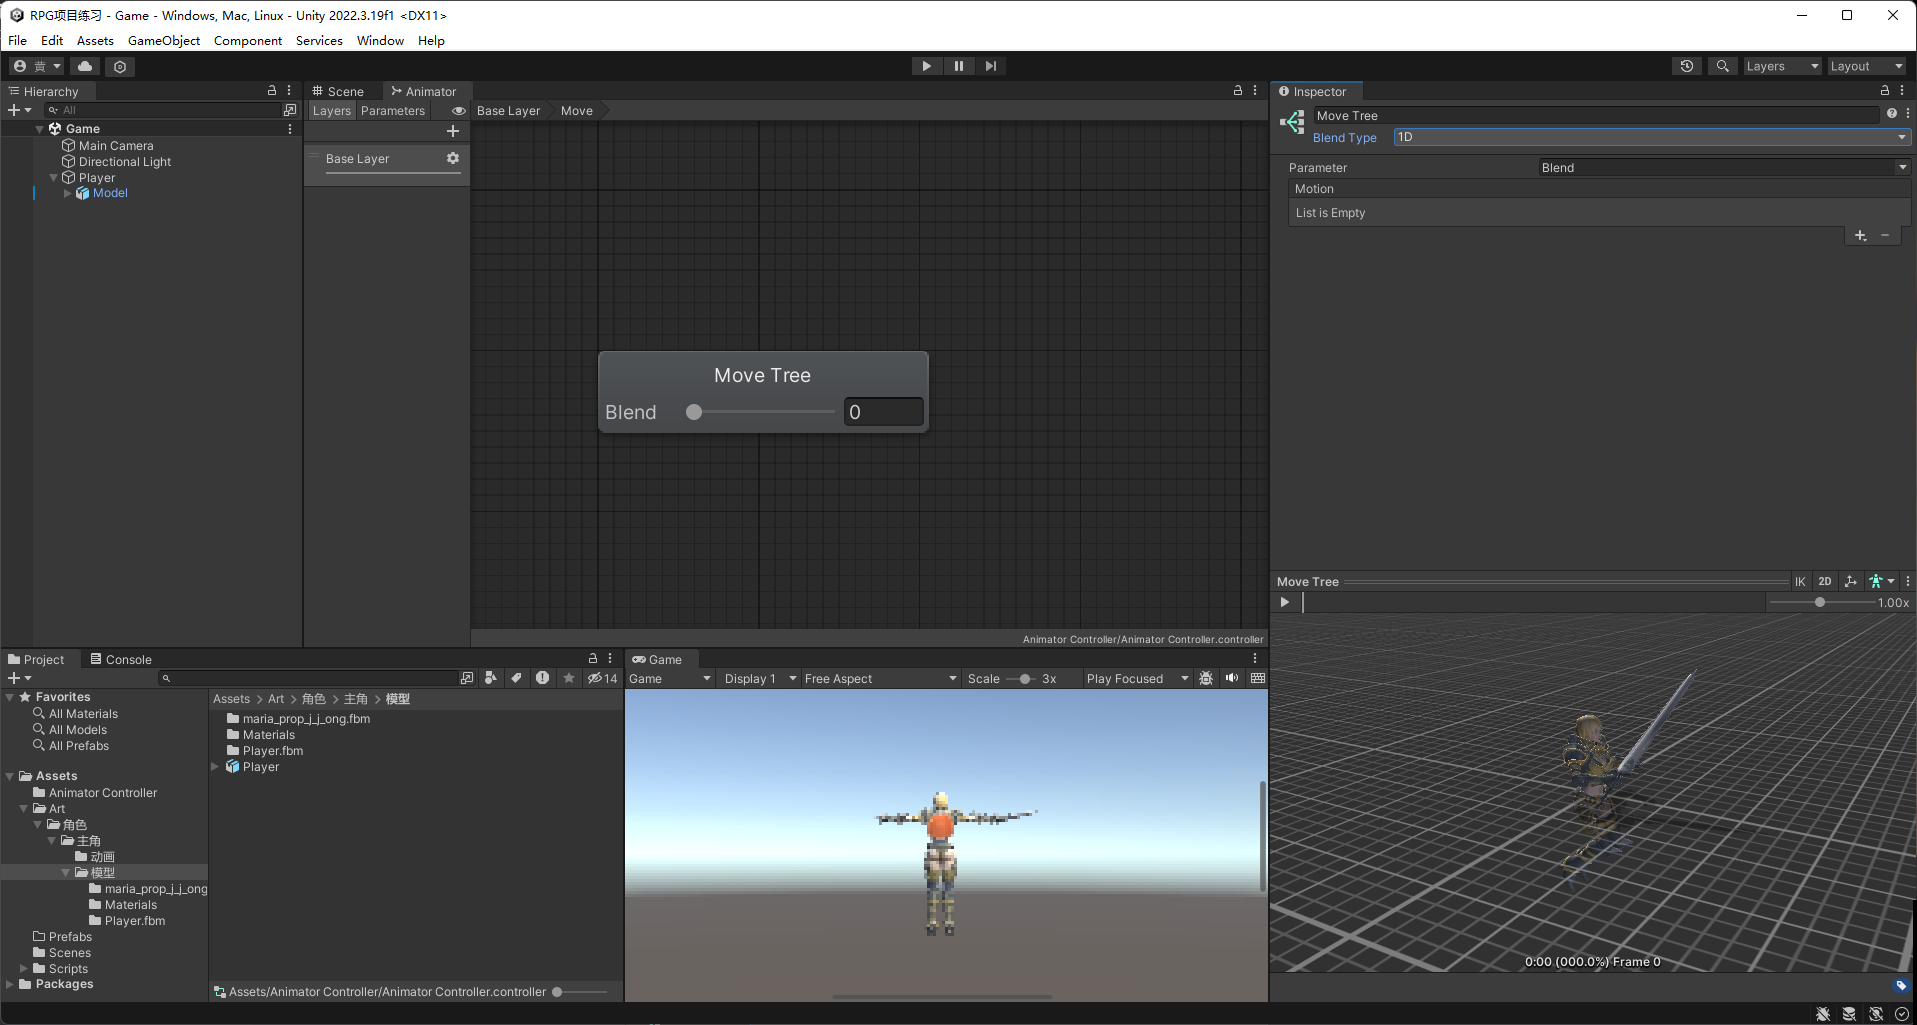 RPG项目练习 - Game - Windows, Mac, Linux - Unity 2022.3.19f1 <DX11>
File Edit Assets GameObject Component Services Window Help
黄 Layers Layout
Hierarchy
All
Game
Main Camera
Directional Light
Player
Model
Scene Animator
Layers Parameters Base Layer Move
Base Layer
Move Tree
Blend 0
Animator Controller/Animator Controller.controller
Inspector
Move Tree
Blend Type 1D
Parameter Blend
Motion
List is Empty
Move Tree IK 2D
1.00x
0:00 (000.0%) Frame 0
Project Console
14
Favorites
All Materials
All Models
All Prefabs
Assets
Animator Controller
Art
角色
主角
动画
模型
maria_prop_j_j_ong
Materials
Player.fbm
Prefabs
Scenes
Scripts
Packages
Assets > Art > 角色 > 主角 > 模型
maria_prop_j_j_ong.fbm
Materials
Player.fbm
Player
Assets/Animator Controller/Animator Controller.controller
Game
Game Display 1 Free Aspect Scale 3x Play Focused